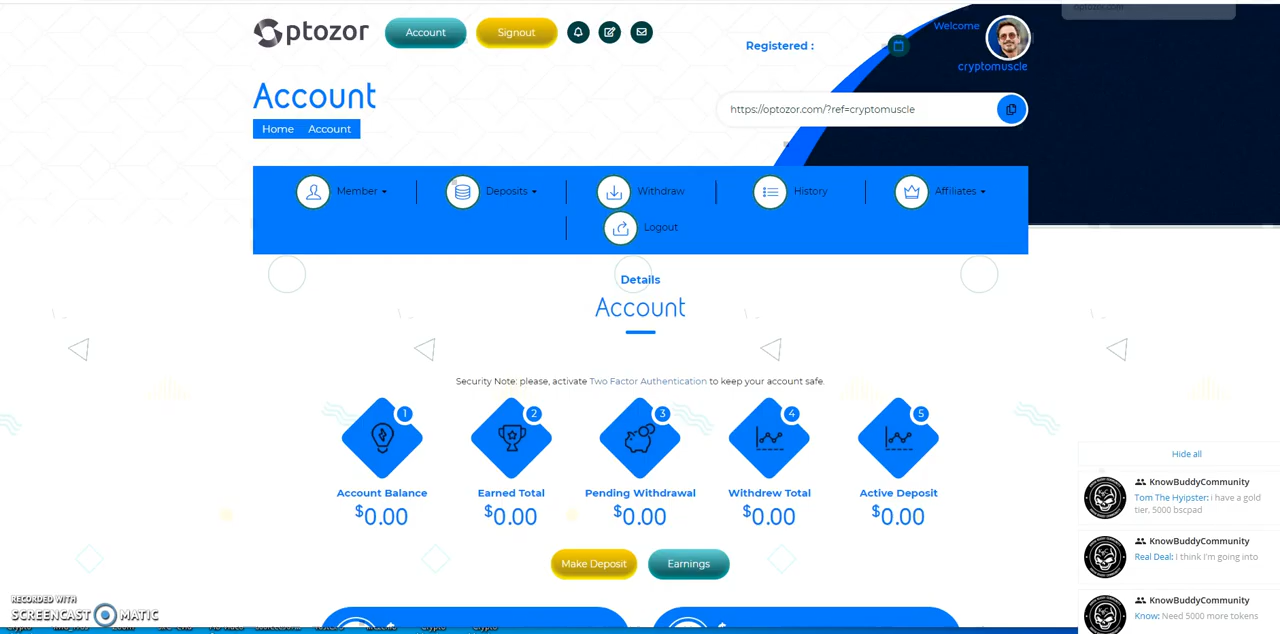 optozor.com
ptozor
Account
Signout
Registered :
Welcome
cryptomuscle
Account
https://optozor.com/?ref=cryptomuscle
Home Account
Member
Deposits
Withdraw
History
Affiliates
Logout
Details
Account
Security Note: please, activate Two Factor Authentication to keep your account safe.
1
2
3
4
5
Account Balance
Earned Total
Pending Withdrawal
Withdrew Total
Active Deposit
$0.00
$0.00
$0.00
$0.00
$0.00
Make Deposit
Earnings
Hide all
KnowBuddyCommunity
Tom The Hyipster: i have a gold
tier, 5000 bscpad
KnowBuddyCommunity
Real Deal: I think I'm going into
KnowBuddyCommunity
Know: Need 5000 more tokens
RECORDED WITH
SCREENCAST MATIC